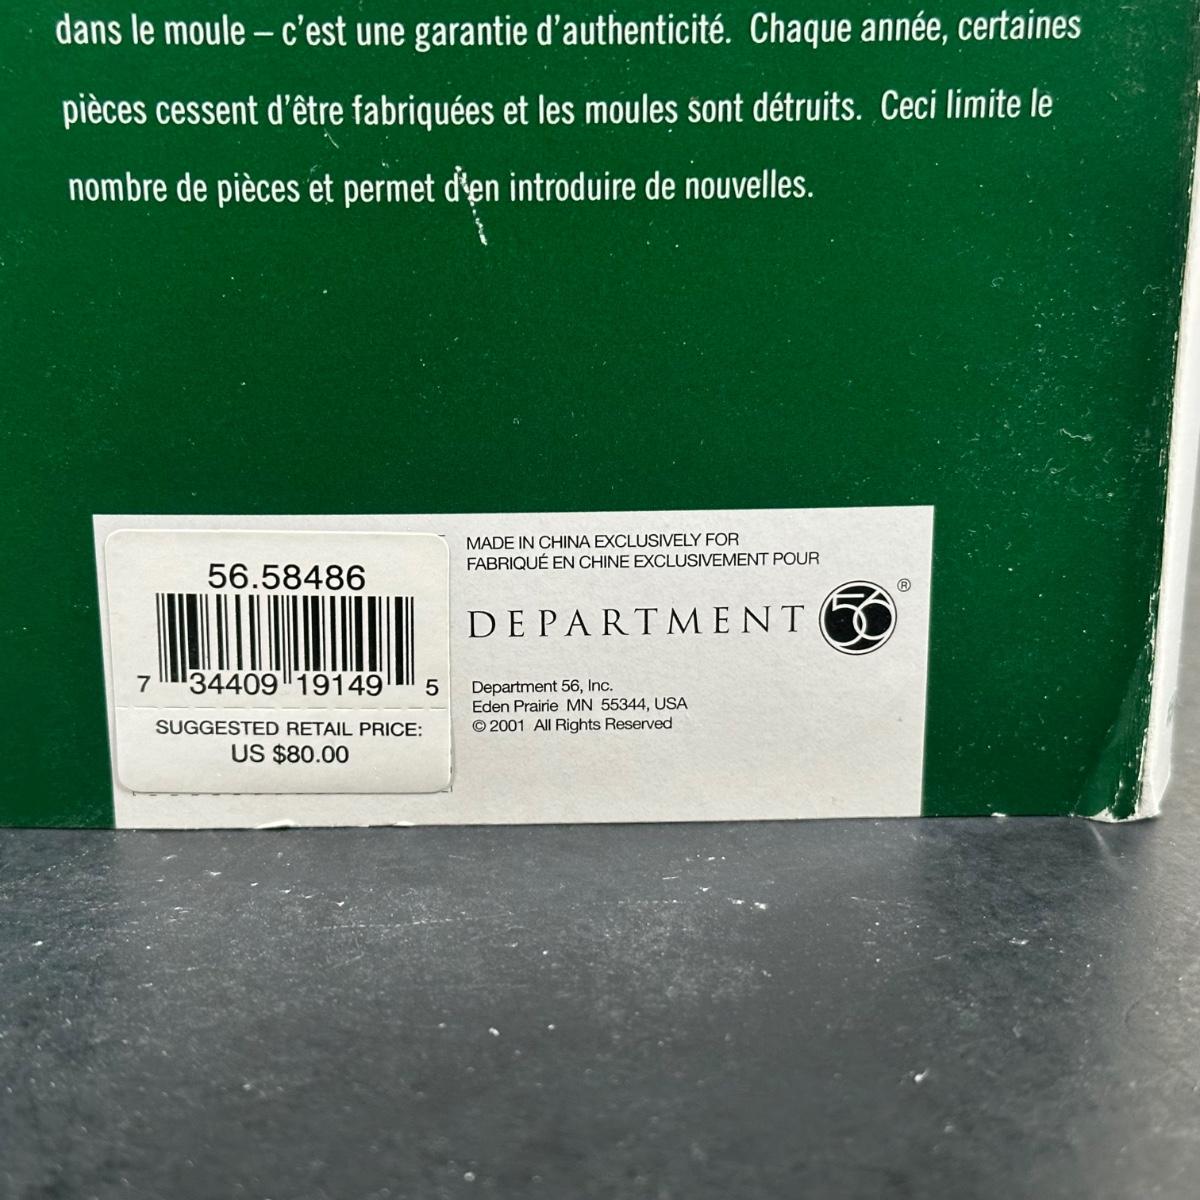 dans le moule – c'est une garantie d'authenticité. Chaque année, certaines
pièces cessent d'être fabriquées et les moules sont détruits. Ceci limite le
nombre de pièces et permet d'en introduire de nouvelles.
56.58486
7 34409 19149 5
SUGGESTED RETAIL PRICE:
US $80.00
MADE IN CHINA EXCLUSIVELY FOR
FABRIQUÉ EN CHINE EXCLUSIVEMENT POUR
DEPARTMENT 56®
Department 56, Inc.
Eden Prairie MN 55344, USA
© 2001 All Rights Reserved